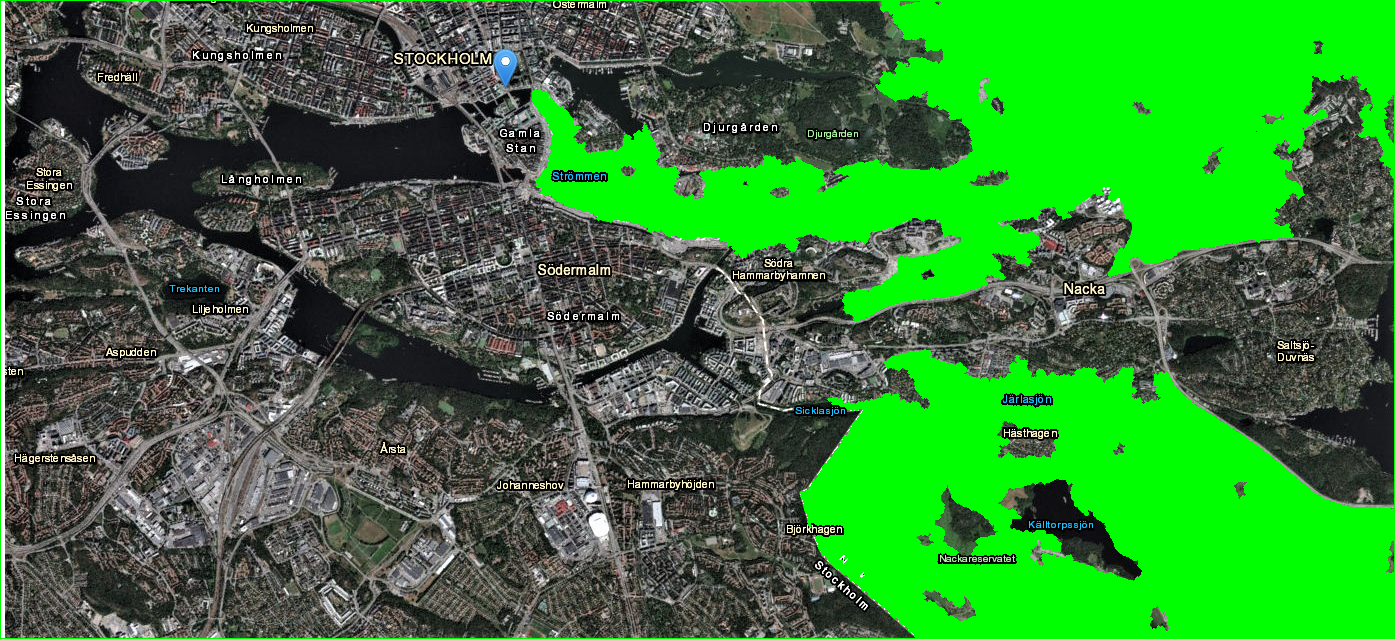 Östermalm
Kungsholmen
Kungsholmen
STOCKHOLM
Fredhäll
Gamla
Stan
Djurgården
Djurgården
Stora
Essingen
Stora
Essingen
Långholmen
Strömmen
Södermalm
Södra
Hammarbyhamnen
Trekanten
Liljeholmen
Södermalm
Nacka
Aspudden
Saltsjö-
Duvnäs
sten
Sicklasjön
Järlasjön
Hästhagen
Årsta
Hägerstensåsen
Johanneshov
Hammarbyhöjden
Björkhagen
Källtorpssjön
Nackareservatet
Stockholm